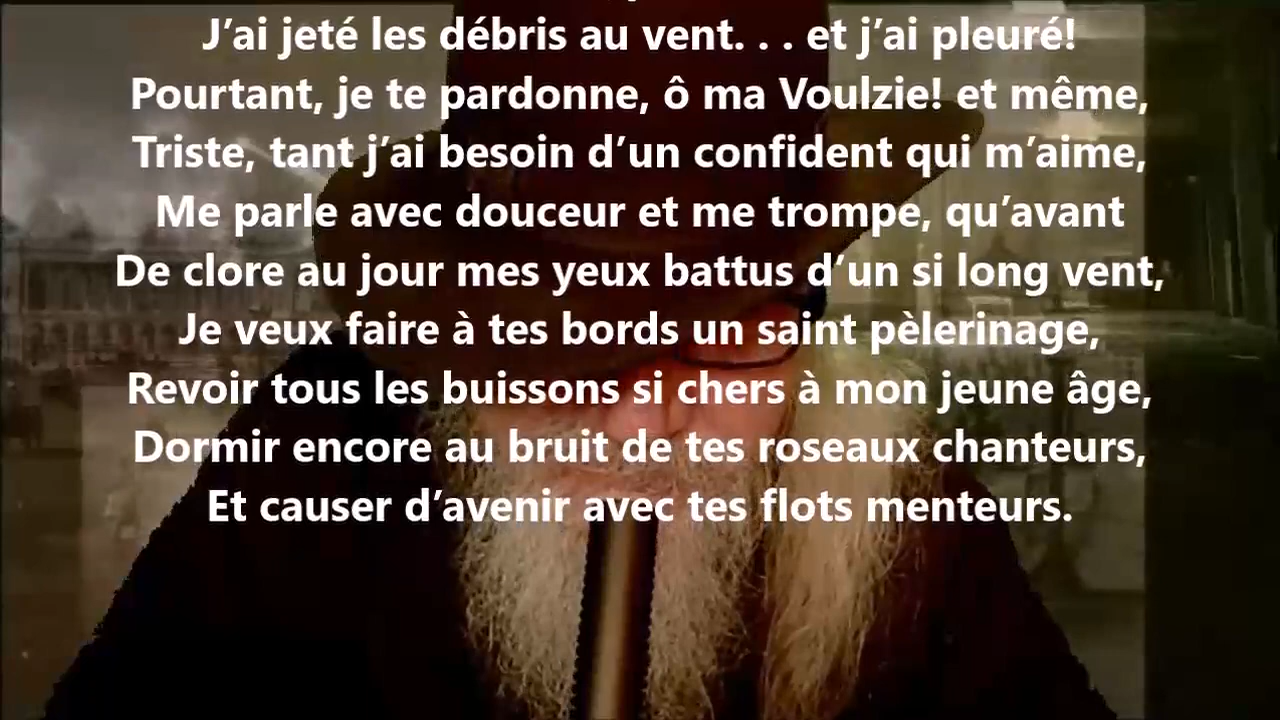 J’ai jeté les débris au vent. . . et j’ai pleuré!
Pourtant, je te pardonne, ô ma Voulzie! et même,
Triste, tant j’ai besoin d’un confident qui m’aime,
Me parle avec douceur et me trompe, qu’avant
De clore au jour mes yeux battus d’un si long vent,
Je veux faire à tes bords un saint pèlerinage,
Revoir tous les buissons si chers à mon jeune âge,
Dormir encore au bruit de tes roseaux chanteurs,
Et causer d’avenir avec tes flots menteurs.